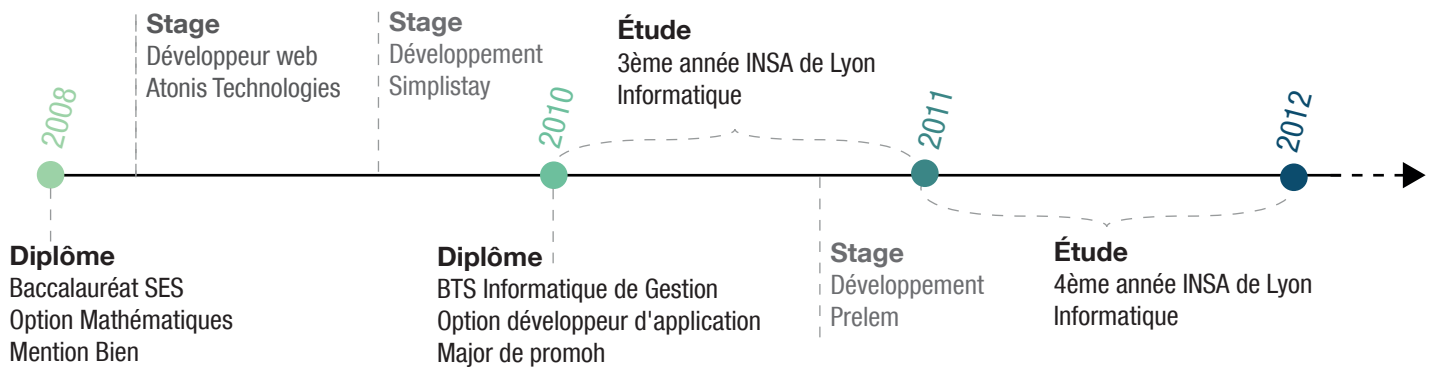 Stage
Développeur web
Atonis Technologies
Stage
Développement
Simplistay
Étude
3ème année INSA de Lyon
Informatique
2008
2010
2011
2012
Diplôme
Baccalauréat SES
Option Mathématiques
Mention Bien
Diplôme
BTS Informatique de Gestion
Option développeur d'application
Major de promoh
Stage
Développement
Prelem
Étude
4ème année INSA de Lyon
Informatique